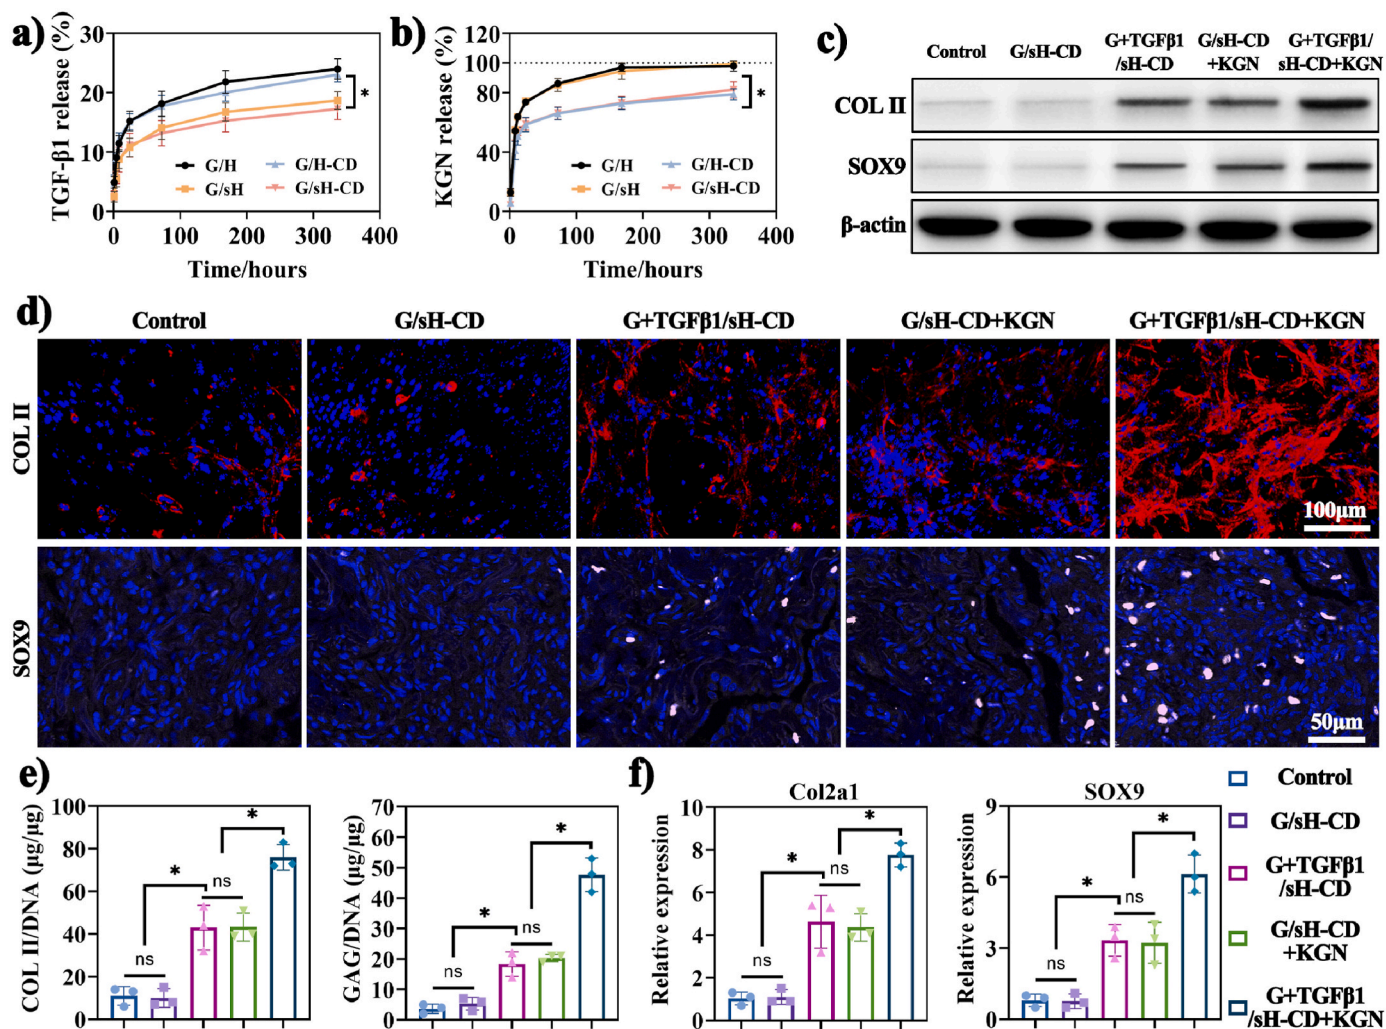 a)
TGF-β1 release (%)
30
20
10
0
0 100 200 300 400
Time/hours
G/H
G/sH
G/H-CD
G/sH-CD
*
b)
KGN release (%)
120
100
80
40
0
0 100 200 300 400
Time/hours
G/H
G/sH
G/H-CD
G/sH-CD
*
c)
Control
G/sH-CD
G+TGFβ1
/sH-CD
G/sH-CD
+KGN
G+TGFβ1/
sH-CD+KGN
COL II
SOX9
β-actin
d)
Control
G/sH-CD
G+TGFβ1/sH-CD
G/sH-CD+KGN
G+TGFβ1/sH-CD+KGN
COL II
100μm
SOX9
50μm
e)
COL II/DNA (μg/μg)
100
80
60
40
20
0
ns
*
ns
*
GAG/DNA (μg/μg)
70
60
50
40
30
20
10
0
ns
*
ns
*
f)
Col2a1
Relative expression
10
8
6
4
2
0
ns
*
ns
*
SOX9
Relative expression
9
6
3
0
ns
*
ns
*
Control
G/sH-CD
G+TGFβ1
/sH-CD
G/sH-CD
+KGN
G+TGFβ1
/sH-CD+KGN